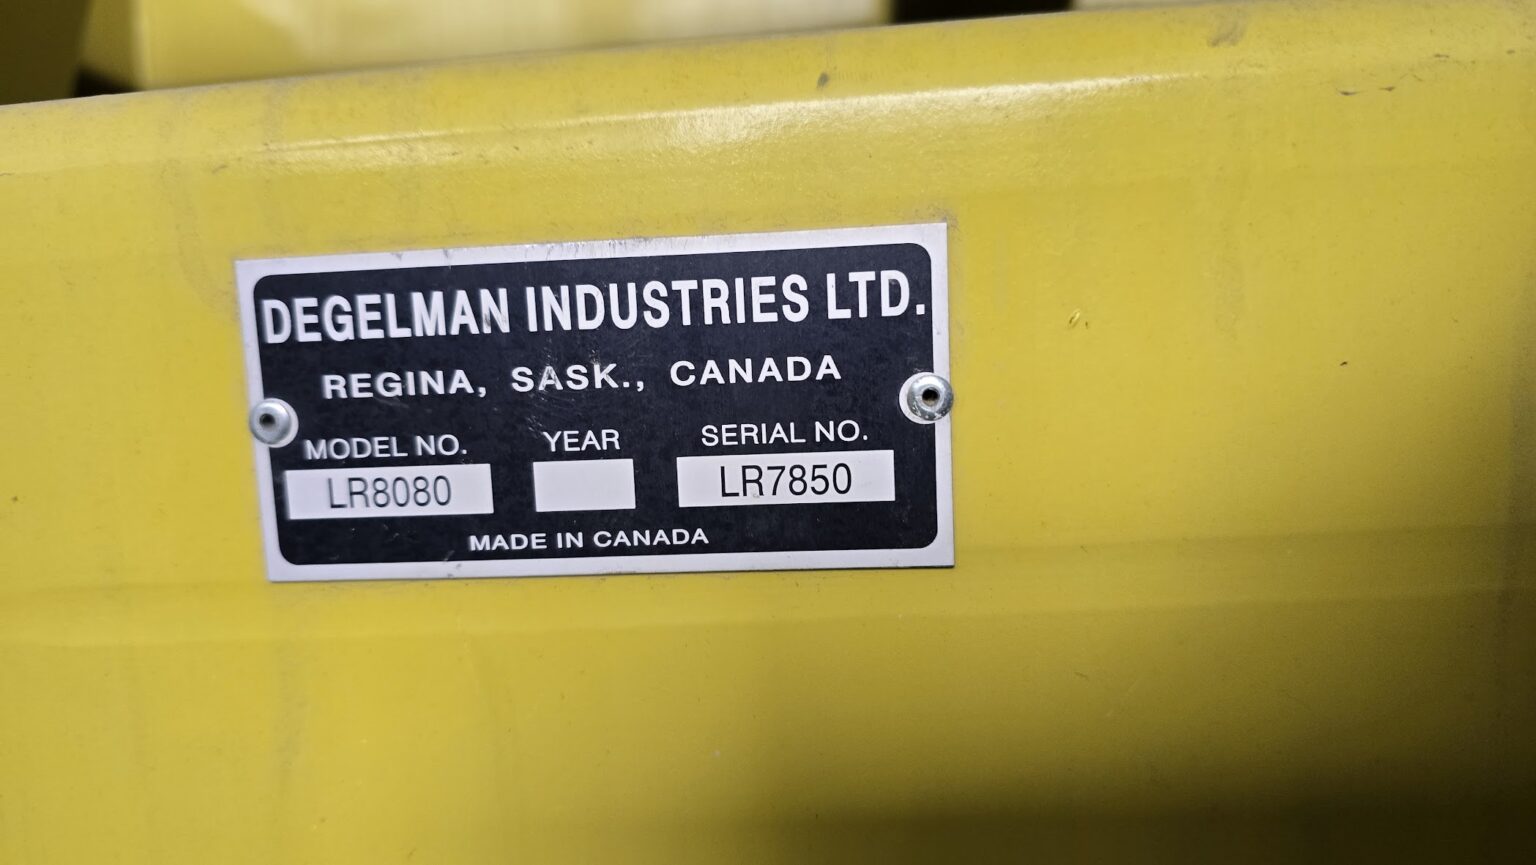 DEGELMAN INDUSTRIES LTD.
REGINA, SASK., CANADA
MODEL NO. YEAR SERIAL NO.
LR8080 LR7850
MADE IN CANADA